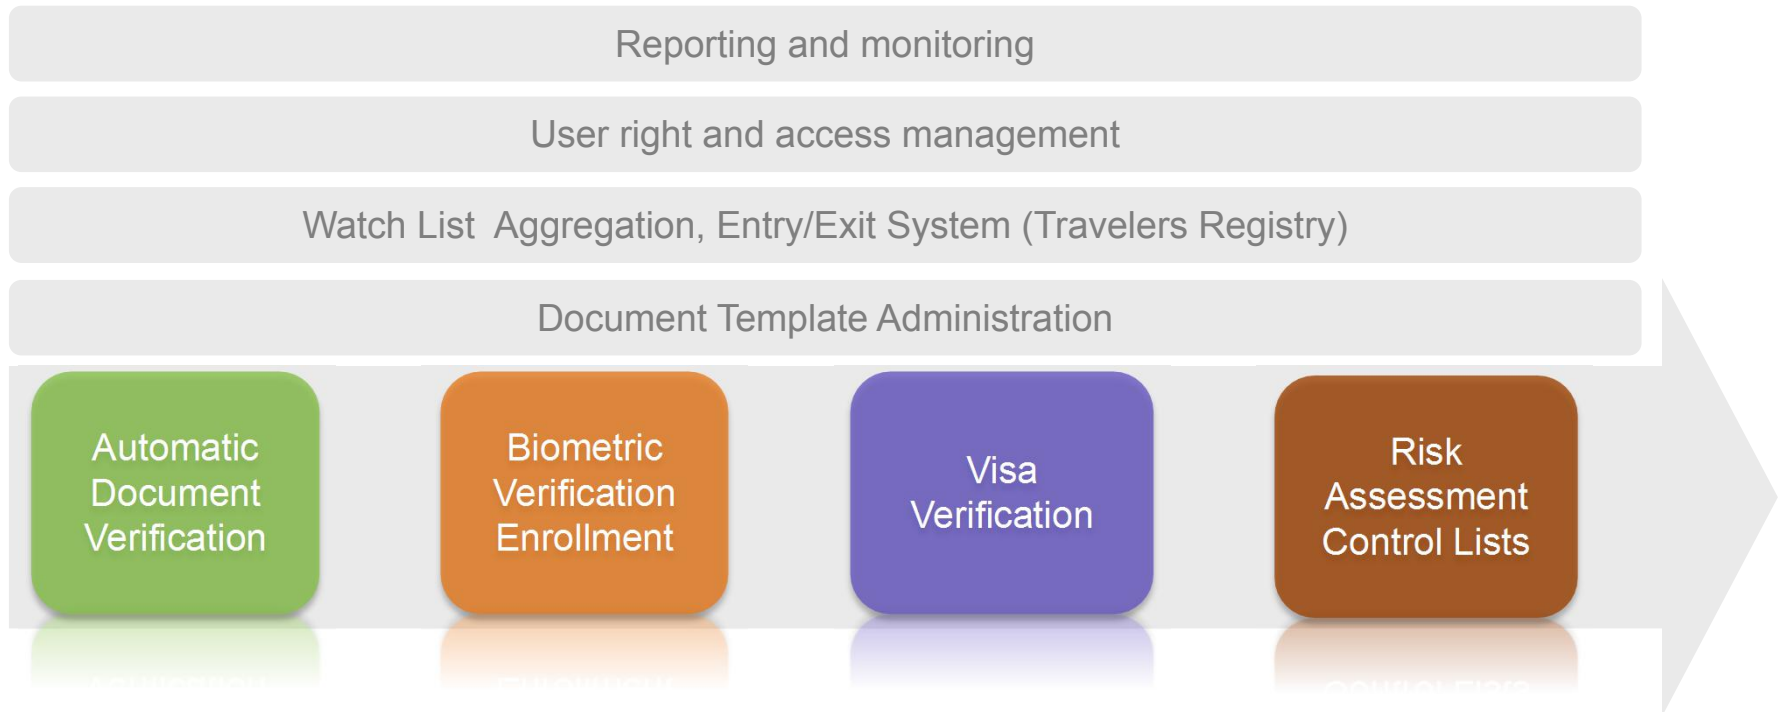 Reporting and monitoring
User right and access management
Watch List  Aggregation, Entry/Exit System (Travelers Registry)
Document Template Administration
Automatic
Document
Verification
Biometric
Verification
Enrollment
Visa
Verification
Risk
Assessment
Control Lists